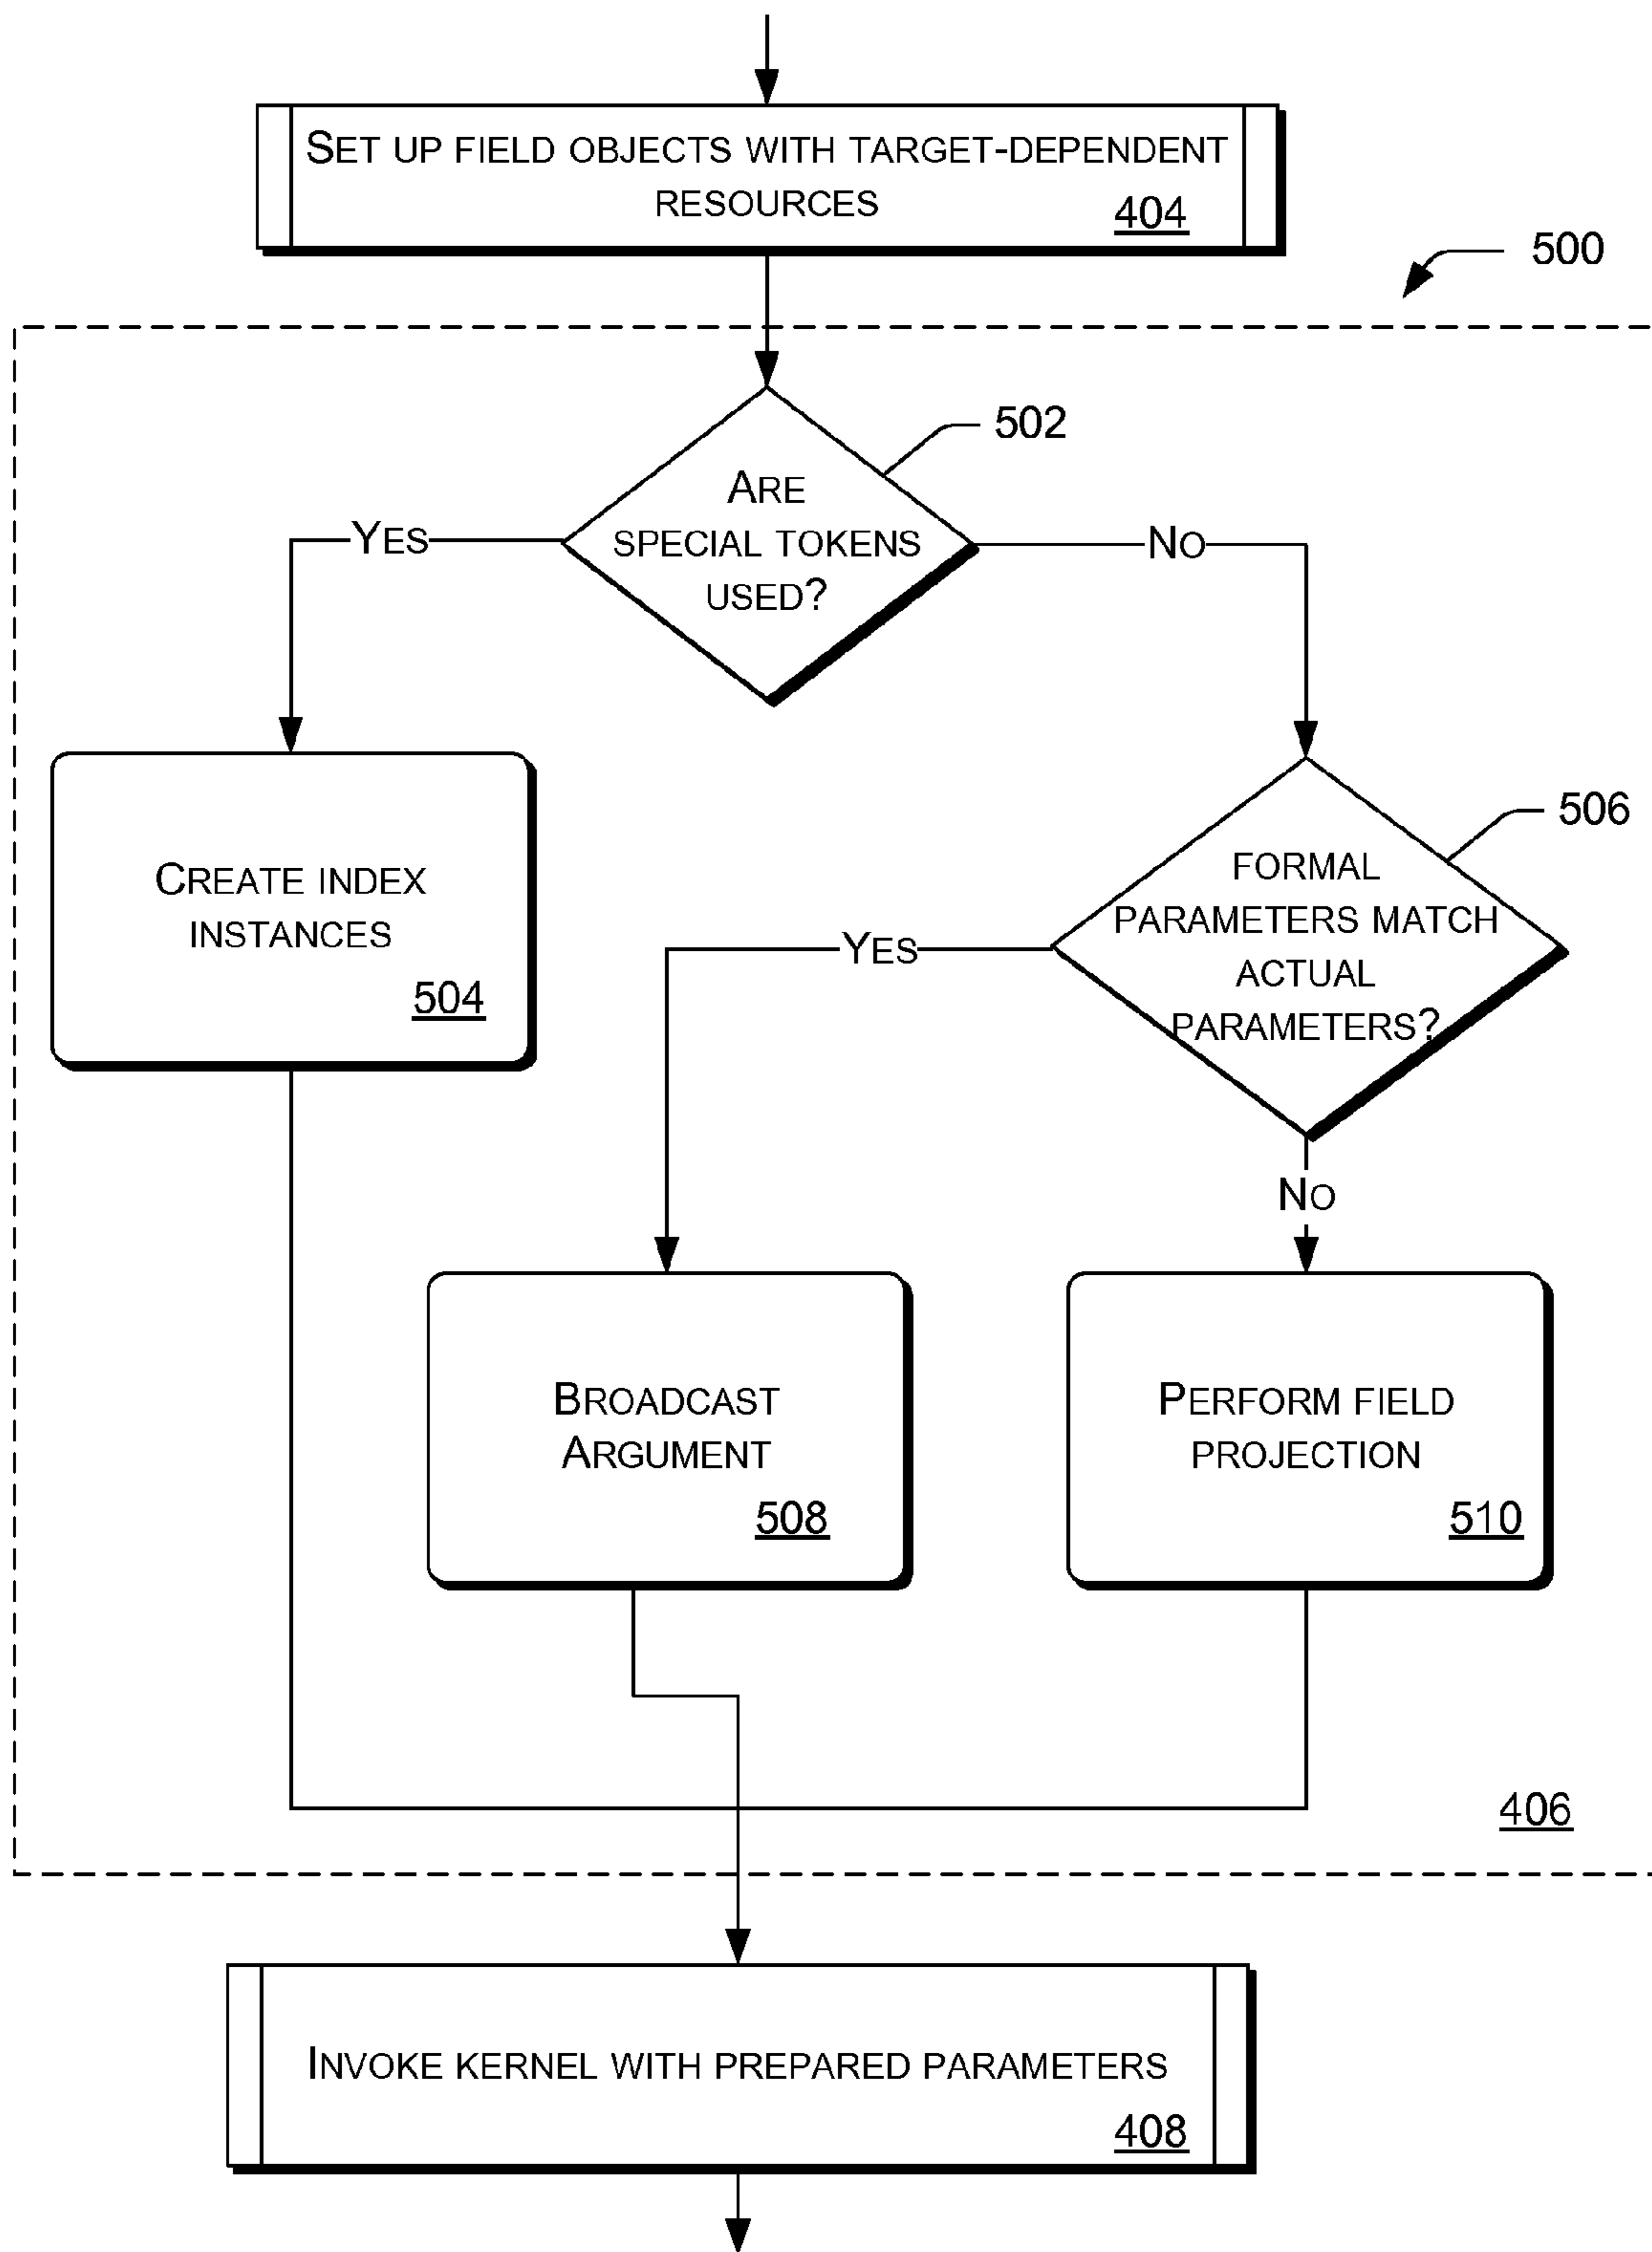 SET UP FIELD OBJECTS WITH TARGET-DEPENDENT
RESOURCES
404
500
502
ARE
SPECIAL TOKENS
USED?
YES
NO
506
FORMAL
PARAMETERS MATCH
ACTUAL
PARAMETERS?
CREATE INDEX
INSTANCES
504
YES
NO
BROADCAST
ARGUMENT
508
PERFORM FIELD
PROJECTION
510
406
INVOKE KERNEL WITH PREPARED PARAMETERS
408